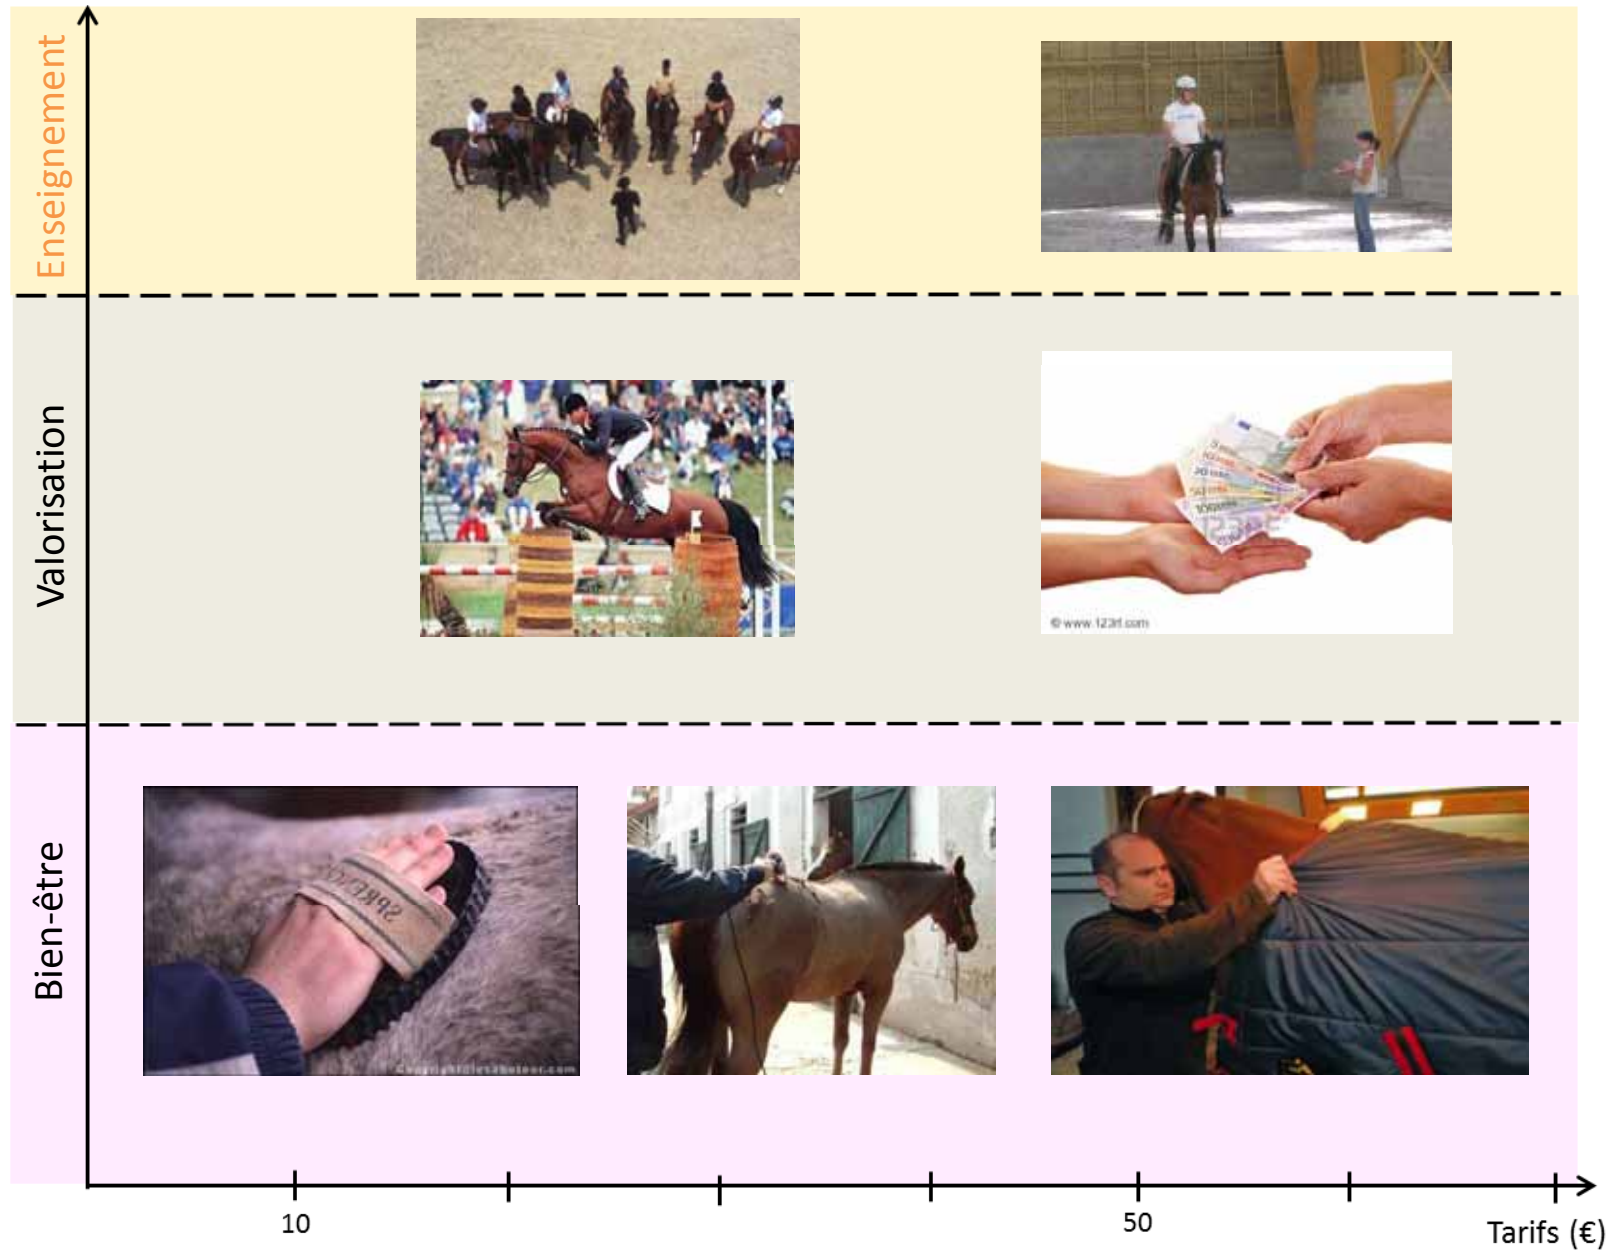 Enseignement
Valorisation
© www.123rf.com
Bien-être
10
50
Tarifs (€)